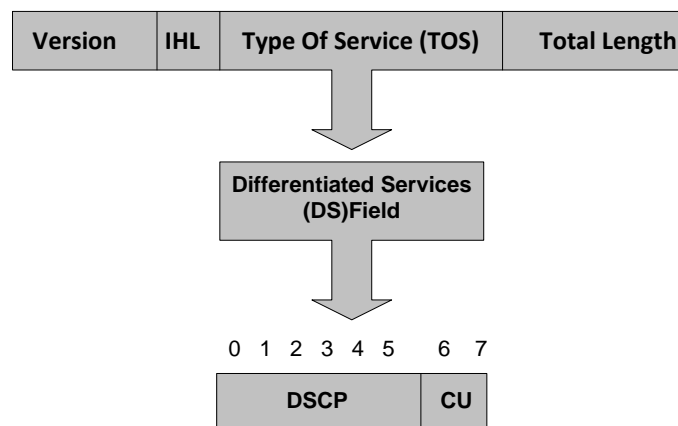 Version IHL Type Of Service (TOS) Total Length
Differentiated Services
(DS)Field
0 1 2 3 4 5 6 7
DSCP CU